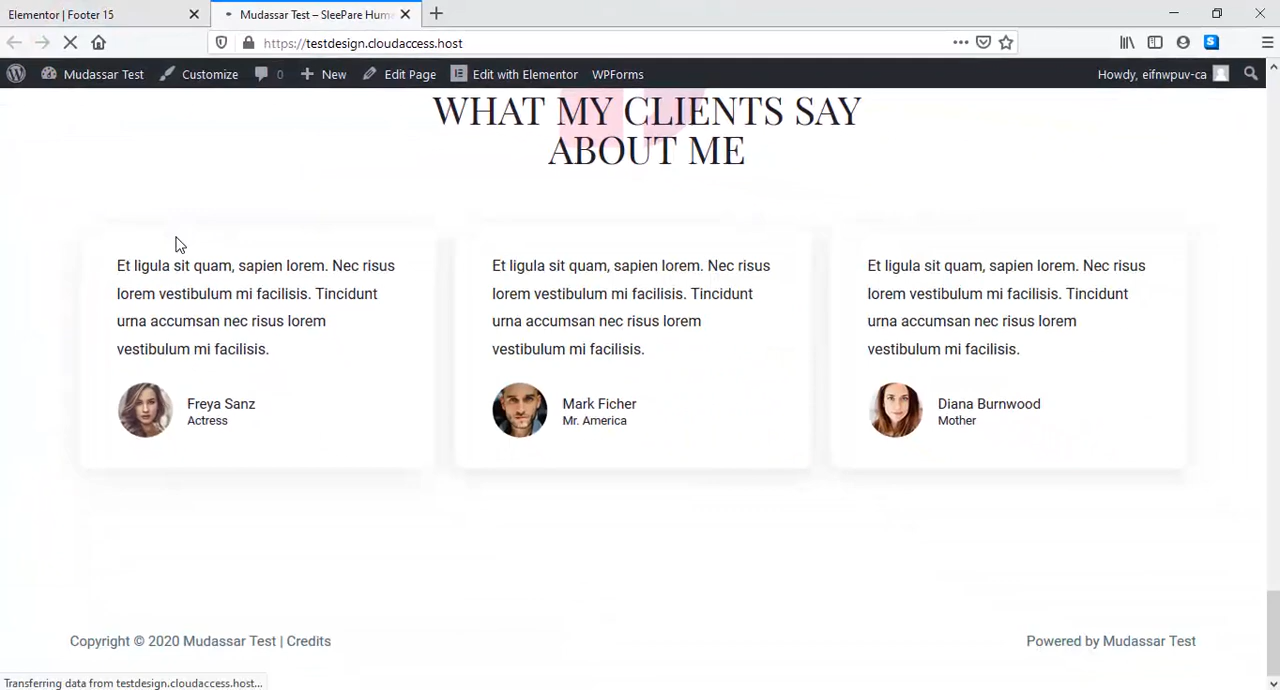 Elementor | Footer 15
Mudassar Test – SleePare Hum
https://testdesign.cloudaccess.host
Mudassar Test
Customize
0
New
Edit Page
Edit with Elementor
WPForms
Howdy, eifnwpuv-ca
WHAT MY CLIENTS SAY
ABOUT ME
Et ligula sit quam, sapien lorem. Nec risus
lorem vestibulum mi facilisis. Tincidunt
urna accumsan nec risus lorem
vestibulum mi facilisis.
Freya Sanz
Actress
Et ligula sit quam, sapien lorem. Nec risus
lorem vestibulum mi facilisis. Tincidunt
urna accumsan nec risus lorem
vestibulum mi facilisis.
Mark Ficher
Mr. America
Et ligula sit quam, sapien lorem. Nec risus
lorem vestibulum mi facilisis. Tincidunt
urna accumsan nec risus lorem
vestibulum mi facilisis.
Diana Burnwood
Mother
Copyright © 2020 Mudassar Test | Credits
Powered by Mudassar Test
Transferring data from testdesign.cloudaccess.host...